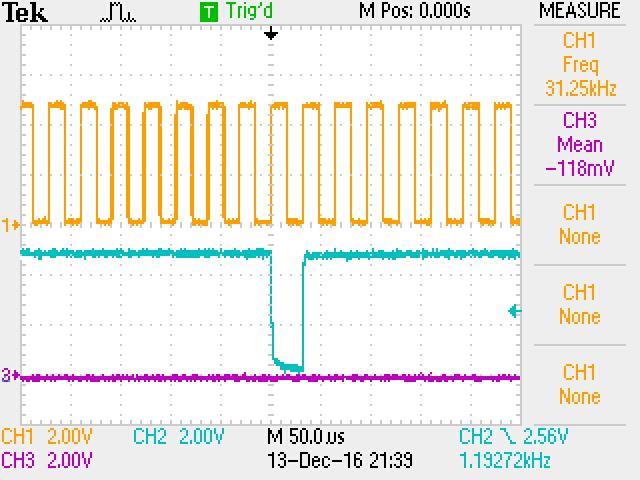 Tek T Trig'd M Pos: 0.000s MEASURE
CH1
Freq
31.25kHz
CH3
Mean
-118mV
CH1
None
CH1
None
CH1
None
1
3
CH1 2.00V CH2 2.00V M 50.0us CH2 2.56V
CH3 2.00V 13-Dec-16 21:39 1.19272kHz